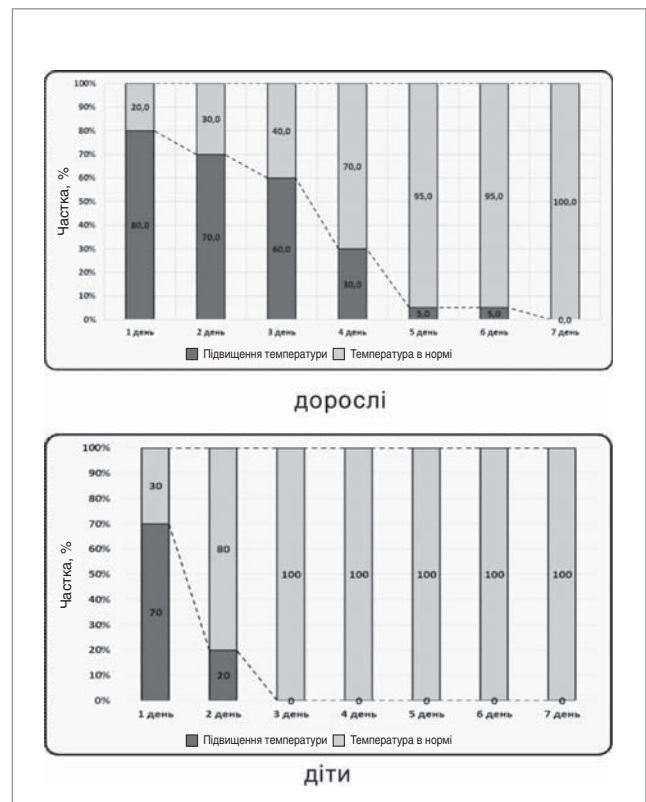 100%
90%
80%
70%
60%
50%
40%
30%
20%
10%
0%
Частка, %
20,0 30,0 40,0 70,0 95,0 95,0 100,0
80,0 70,0 60,0 30,0 5,0 5,0 0,0
1 день 2 день 3 день 4 день 5 день 6 день 7 день
Підвищення температури Температура в нормі
дорослі
100%
90%
80%
70%
60%
50%
40%
30%
20%
10%
0%
Частка, %
30 80 100 100 100 100 100
70 20 0 0 0 0 0
1 день 2 день 3 день 4 день 5 день 6 день 7 день
Підвищення температури Температура в нормі
діти